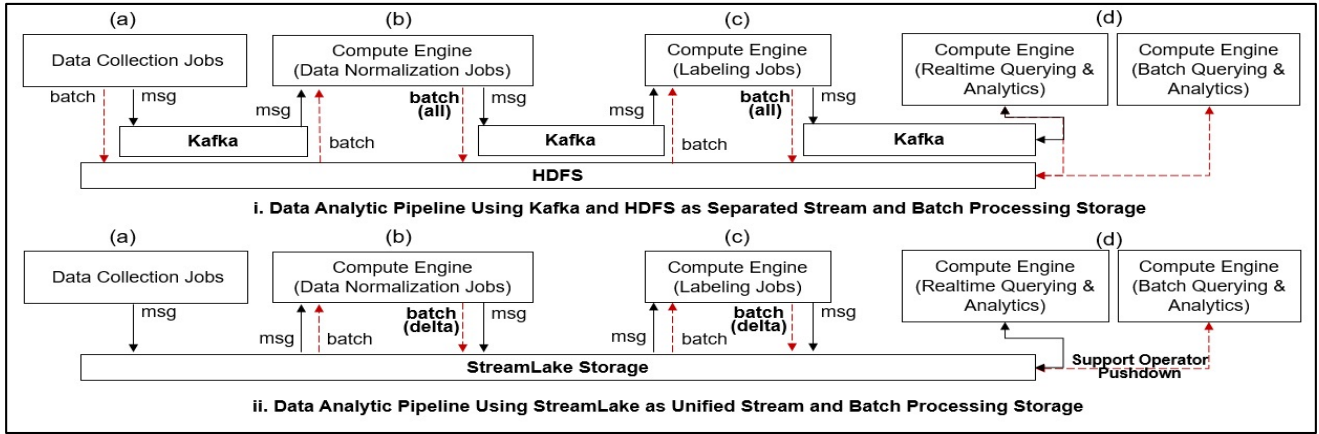 (a) (b) (c) (d)
Data Collection Jobs
Compute Engine
(Data Normalization Jobs)
Compute Engine
(Labeling Jobs)
Compute Engine
(Realtime Querying &
Analytics)
Compute Engine
(Batch Querying &
Analytics)
batch
msg
msg
batch
batch
(all)
msg
msg
batch
batch
(all)
msg
Kafka
Kafka
Kafka
HDFS
i. Data Analytic Pipeline Using Kafka and HDFS as Separated Stream and Batch Processing Storage
(a) (b) (c) (d)
Data Collection Jobs
Compute Engine
(Data Normalization Jobs)
Compute Engine
(Labeling Jobs)
Compute Engine
(Realtime Querying &
Analytics)
Compute Engine
(Batch Querying &
Analytics)
msg
msg
batch
batch
(delta)
msg
msg
batch
batch
(delta)
msg
Support Operator
Pushdown
StreamLake Storage
ii. Data Analytic Pipeline Using StreamLake as Unified Stream and Batch Processing Storage